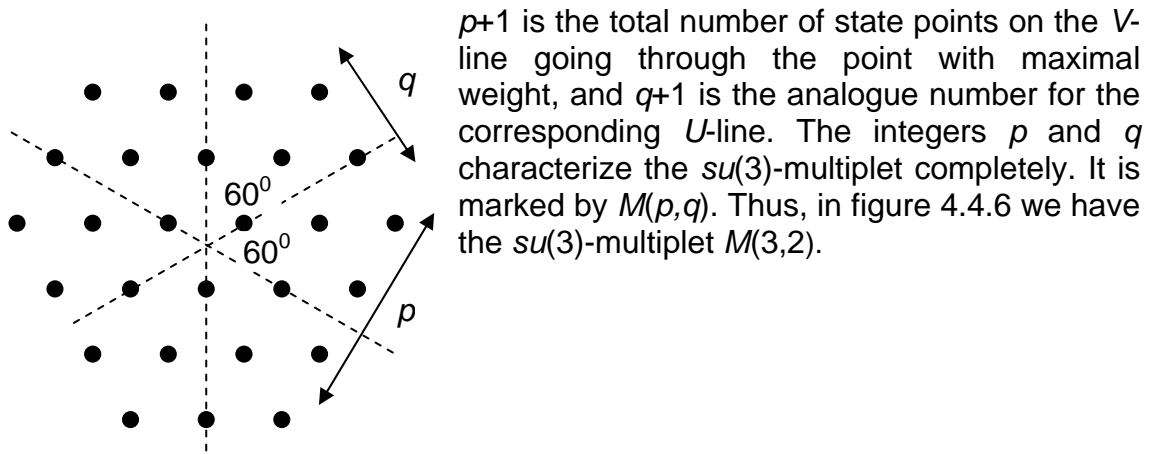 p+1 is the total number of state points on the V-
line going through the point with maximal
weight, and q+1 is the analogue number for the
corresponding U-line. The integers p and q
characterize the su(3)-multiplet completely. It is
marked by M(p,q). Thus, in figure 4.4.6 we have
the su(3)-multiplet M(3,2).
q
60⁰
60⁰
p